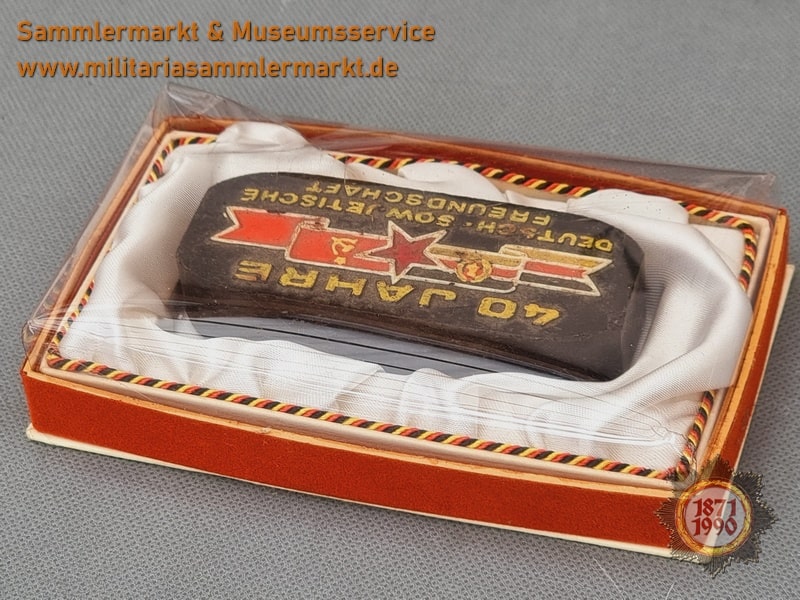 Sammlermarkt & Museumsservice
www.militariasammlermarkt.de
40 JAHRE
DEUTSCH-SOWJETISCHE
FREUNDSCHAFT
1871
1990